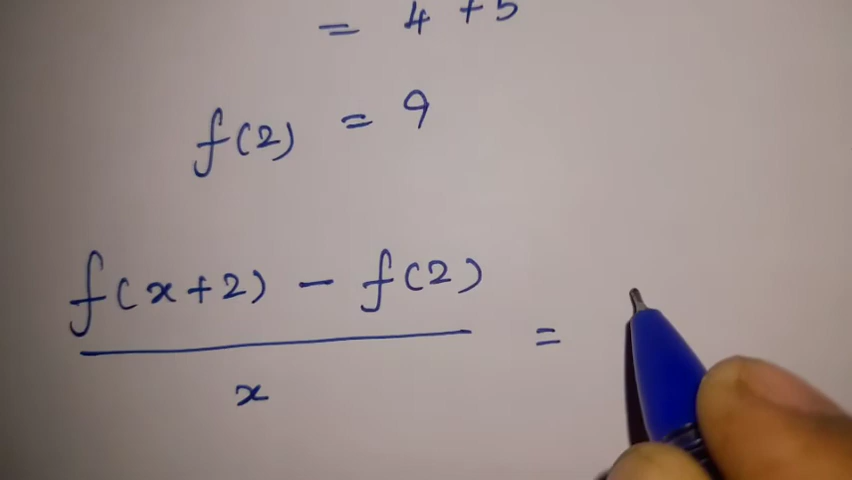 = 4 + 5
f(2) = 9
f(x+2) - f(2)
=
x